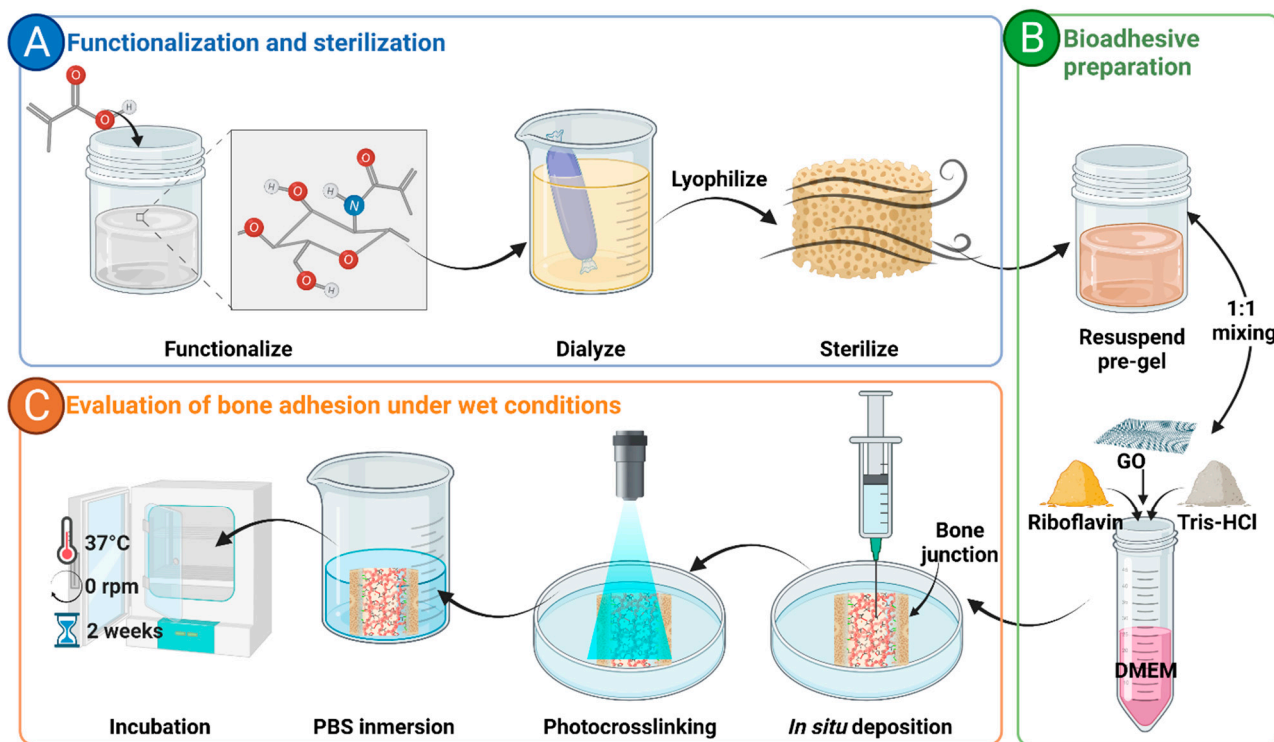 A Functionalization and sterilization
O
O
H
O
O
H
H
N
O
O
O
O
H
Lyophilize
Functionalize
Dialyze
Sterilize
B Bioadhesive
preparation
1:1
mixing
Resuspend
pre-gel
GO
Riboflavin
Tris-HCl
DMEM
C Evaluation of bone adhesion under wet conditions
37°C
0 rpm
2 weeks
Bone
junction
Incubation
PBS inmersion
Photocrosslinking
In situ deposition